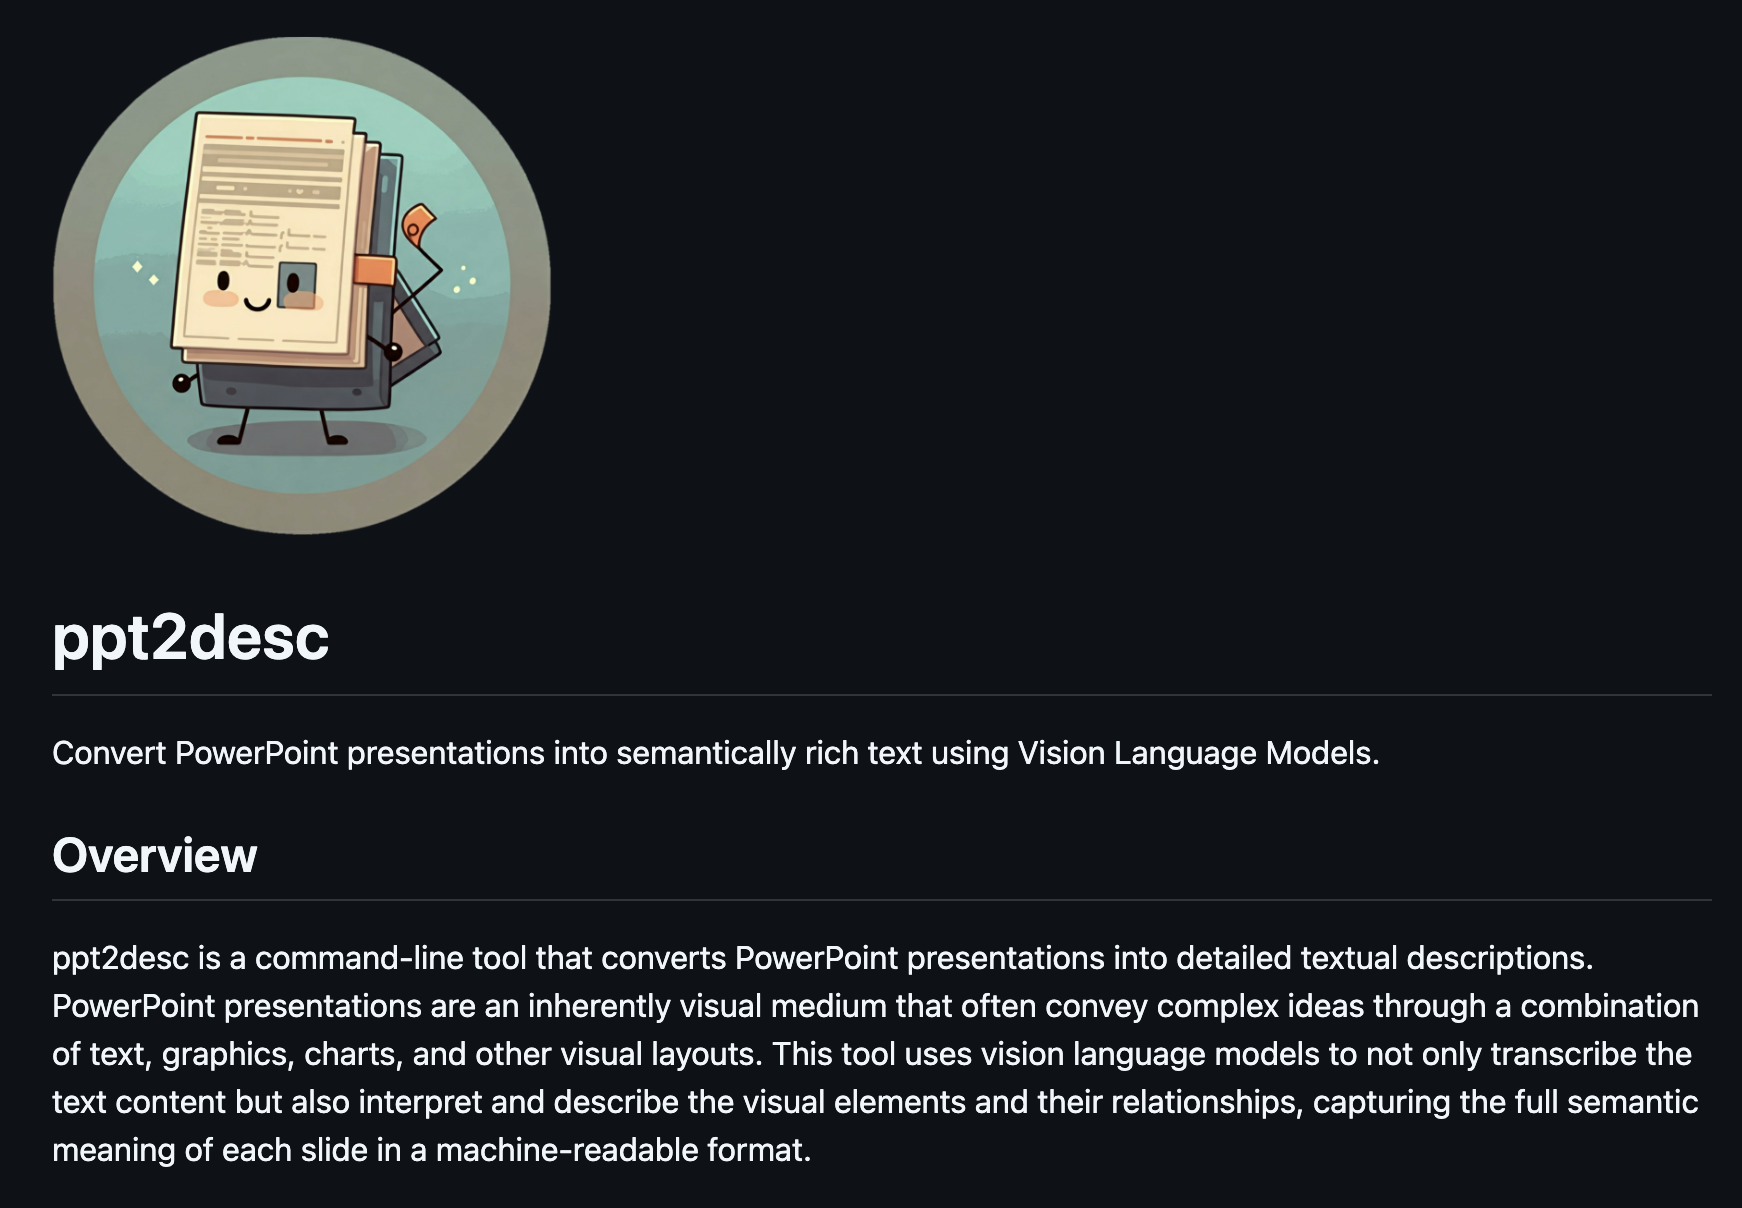 ppt2desc
Convert PowerPoint presentations into semantically rich text using Vision Language Models.
Overview
ppt2desc is a command-line tool that converts PowerPoint presentations into detailed textual descriptions.
PowerPoint presentations are an inherently visual medium that often convey complex ideas through a combination
of text, graphics, charts, and other visual layouts. This tool uses vision language models to not only transcribe the
text content but also interpret and describe the visual elements and their relationships, capturing the full semantic
meaning of each slide in a machine-readable format.